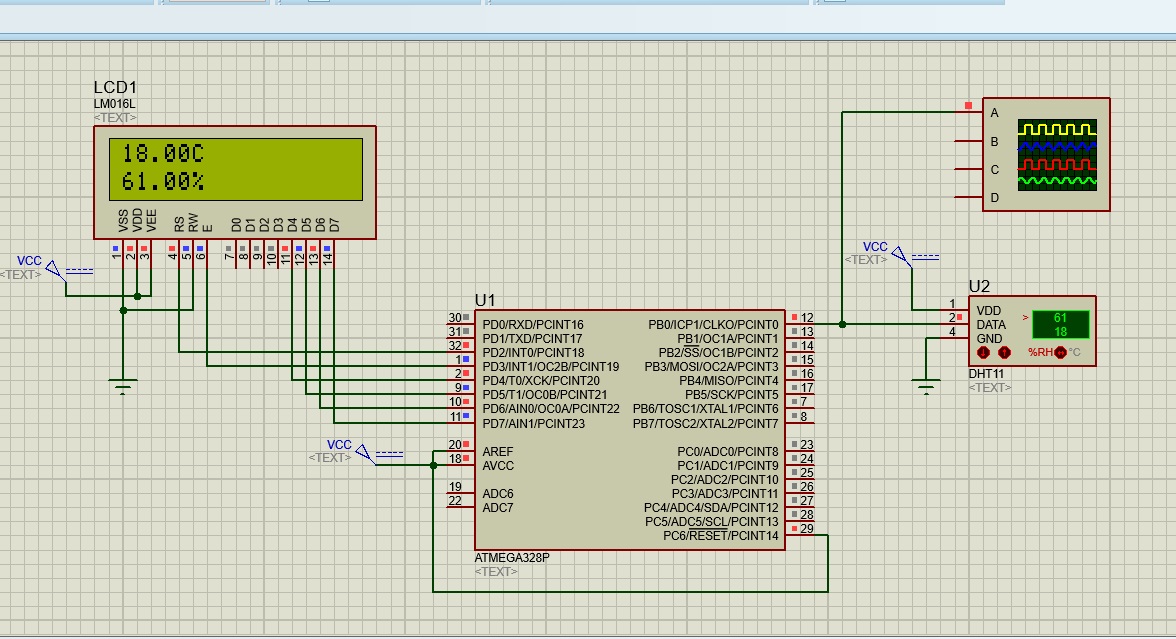 LCD1
LM016L
<TEXT>
18.00C
61.00%
VSS VDD VEE RS RW E D0 D1 D2 D3 D4 D5 D6 D7
1 2 3 4 5 6 7 8 9 10 11 12 13 14
VCC
<TEXT>
A
B
C
D
VCC
<TEXT>
U2
1 VDD
2 DATA
4 GND
> 61
18
%RH °C
DHT11
<TEXT>
U1
30 PD0/RXD/PCINT16 PB0/ICP1/CLKO/PCINT0 12
31 PD1/TXD/PCINT17 PB1/OC1A/PCINT1 13
32 PD2/INT0/PCINT18 PB2/SS/OC1B/PCINT2 14
1 PD3/INT1/OC2B/PCINT19 PB3/MOSI/OC2A/PCINT3 15
2 PD4/T0/XCK/PCINT20 PB4/MISO/PCINT4 16
9 PD5/T1/OC0B/PCINT21 PB5/SCK/PCINT5 17
10 PD6/AIN0/OC0A/PCINT22 PB6/TOSC1/XTAL1/PCINT6 7
11 PD7/AIN1/PCINT23 PB7/TOSC2/XTAL2/PCINT7 8
VCC
<TEXT>
20 AREF PC0/ADC0/PCINT8 23
18 AVCC PC1/ADC1/PCINT9 24
PC2/ADC2/PCINT10 25
19 ADC6 PC3/ADC3/PCINT11 26
22 ADC7 PC4/ADC4/SDA/PCINT12 27
PC5/ADC5/SCL/PCINT13 28
PC6/RESET/PCINT14 29
ATMEGA328P
<TEXT>